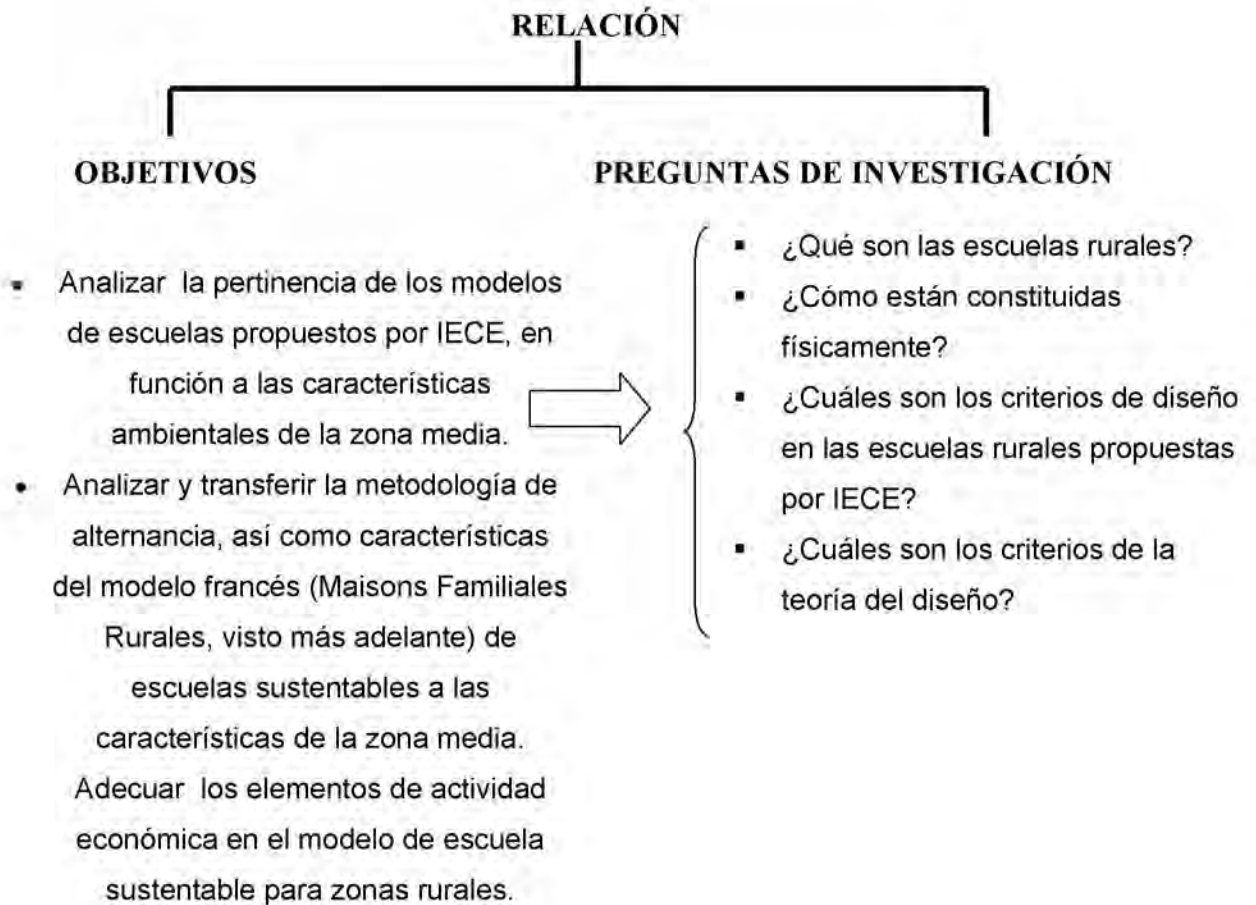 RELACIÓN
OBJETIVOS
▪ Analizar la pertinencia de los modelos
de escuelas propuestos por IECE, en
función a las características
ambientales de la zona media.
• Analizar y transferir la metodología de
alternancia, así como características
del modelo francés (Maisons Familiales
Rurales, visto más adelante) de
escuelas sustentables a las
características de la zona media.
Adecuar los elementos de actividad
económica en el modelo de escuela
sustentable para zonas rurales.
PREGUNTAS DE INVESTIGACIÓN
▪ ¿Qué son las escuelas rurales?
▪ ¿Cómo están constituidas
físicamente?
▪ ¿Cuáles son los criterios de diseño
en las escuelas rurales propuestas
por IECE?
▪ ¿Cuáles son los criterios de la
teoría del diseño?